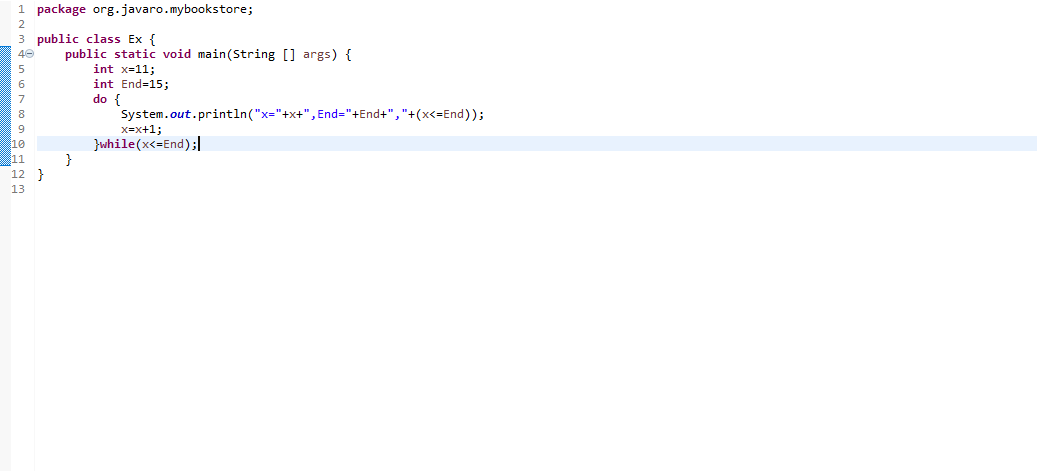 1 package org.javaro.mybookstore;
2
3 public class Ex {
4 public static void main(String [] args) {
5 int x=11;
6 int End=15;
7 do {
8 System.out.println("x="+x+",End="+End+","+(x<=End));
9 x=x+1;
10 }while(x<=End);
11 }
12 }
13